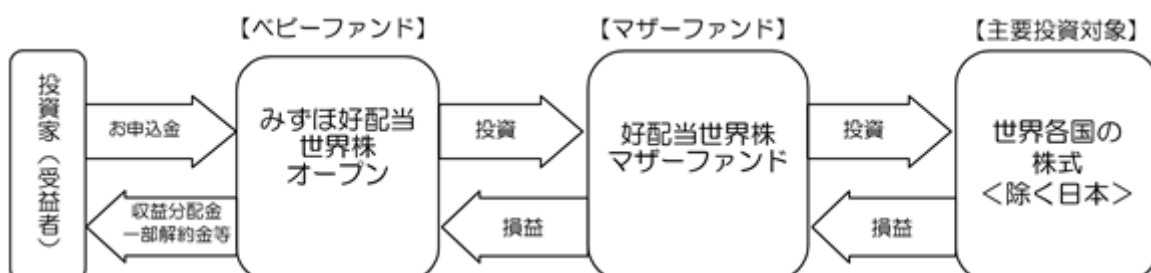 【ベビーファンド】
【マザーファンド】
【主要投資対象】
投資家（受益者）
お申込金
収益分配金
一部解約金等
みずほ好配当
世界株
オープン
投資
損益
好配当世界株
マザーファンド
投資
損益
世界各国の
株式
＜除く日本＞